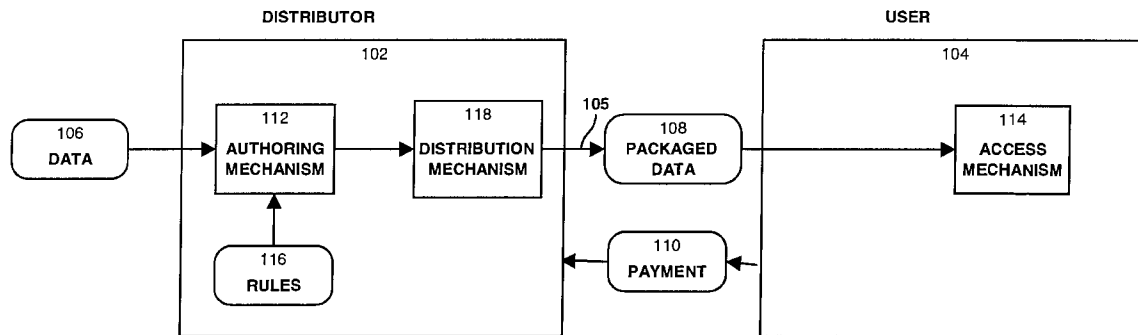 DISTRIBUTOR
USER
102
104
106
DATA
112
AUTHORING
MECHANISM
118
DISTRIBUTION
MECHANISM
105
108
PACKAGED
DATA
114
ACCESS
MECHANISM
116
RULES
110
PAYMENT